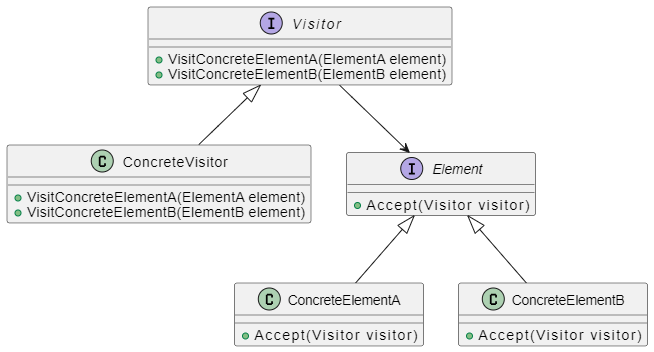 I Visitor
VisitConcreteElementA(ElementA element)
VisitConcreteElementB(ElementB element)
C ConcreteVisitor
VisitConcreteElementA(ElementA element)
VisitConcreteElementB(ElementB element)
I Element
Accept(Visitor visitor)
C ConcreteElementA
Accept(Visitor visitor)
C ConcreteElementB
Accept(Visitor visitor)